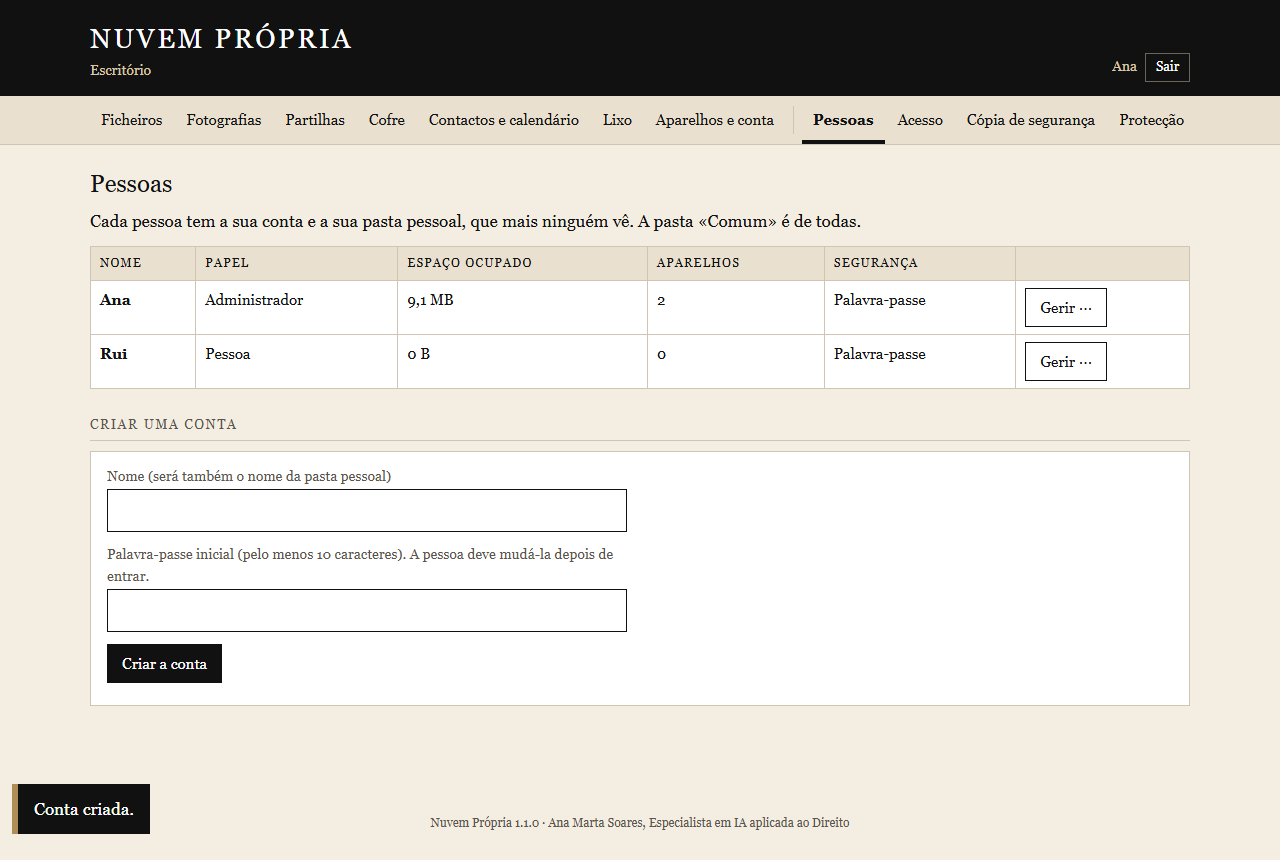 NUVEM PRÓPRIA
Escritório
Ana Sair
Ficheiros Fotografias Partilhas Cofre Contactos e calendário Lixo Aparelhos e conta Pessoas Acesso Cópia de segurança Protecção
Pessoas
Cada pessoa tem a sua conta e a sua pasta pessoal, que mais ninguém vê. A pasta «Comum» é de todas.
NOME PAPEL ESPAÇO OCUPADO APARELHOS SEGURANÇA
Ana Administrador 9,1 MB 2 Palavra-passe Gerir ···
Rui Pessoa 0 B 0 Palavra-passe Gerir ···
CRIAR UMA CONTA
Nome (será também o nome da pasta pessoal)
Palavra-passe inicial (pelo menos 10 caracteres). A pessoa deve mudá-la depois de
entrar.
Criar a conta
Conta criada.
Nuvem Própria 1.1.0 · Ana Marta Soares, Especialista em IA aplicada ao Direito